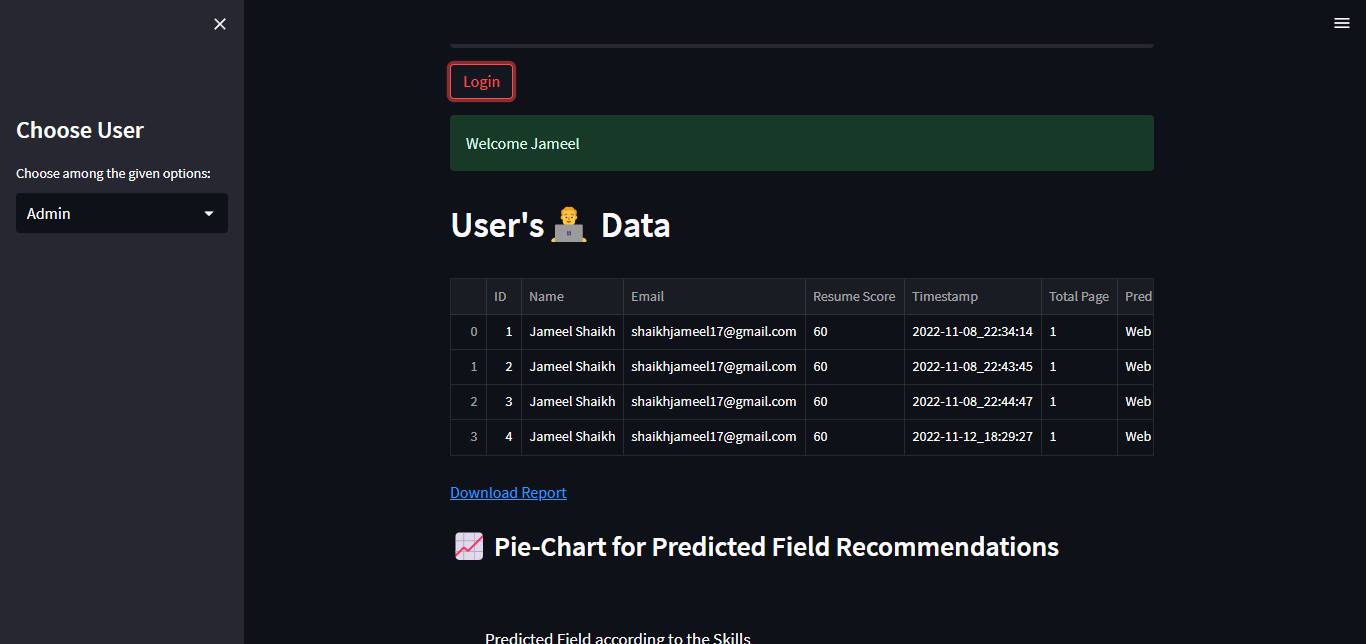 Choose User
Choose among the given options:
Admin
Login
Welcome Jameel
User's Data
ID Name Email Resume Score Timestamp Total Page Pred
0 1 Jameel Shaikh shaikhjameel17@gmail.com 60 2022-11-08_22:34:14 1 Web
1 2 Jameel Shaikh shaikhjameel17@gmail.com 60 2022-11-08_22:43:45 1 Web
2 3 Jameel Shaikh shaikhjameel17@gmail.com 60 2022-11-08_22:44:47 1 Web
3 4 Jameel Shaikh shaikhjameel17@gmail.com 60 2022-11-12_18:29:27 1 Web
Download Report
Pie-Chart for Predicted Field Recommendations
Predicted Field according to the Skills